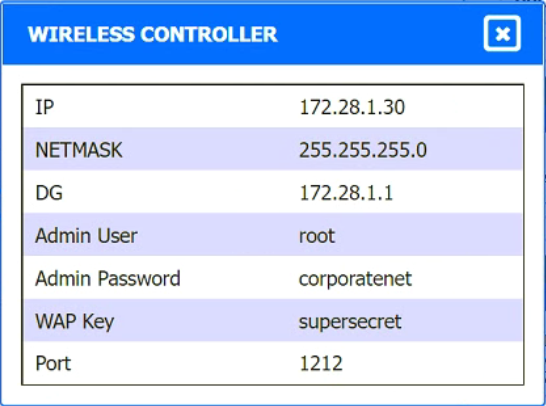 WIRELESS CONTROLLER
IP 172.28.1.30
NETMASK 255.255.255.0
DG 172.28.1.1
Admin User root
Admin Password corporatenet
WAP Key supersecret
Port 1212